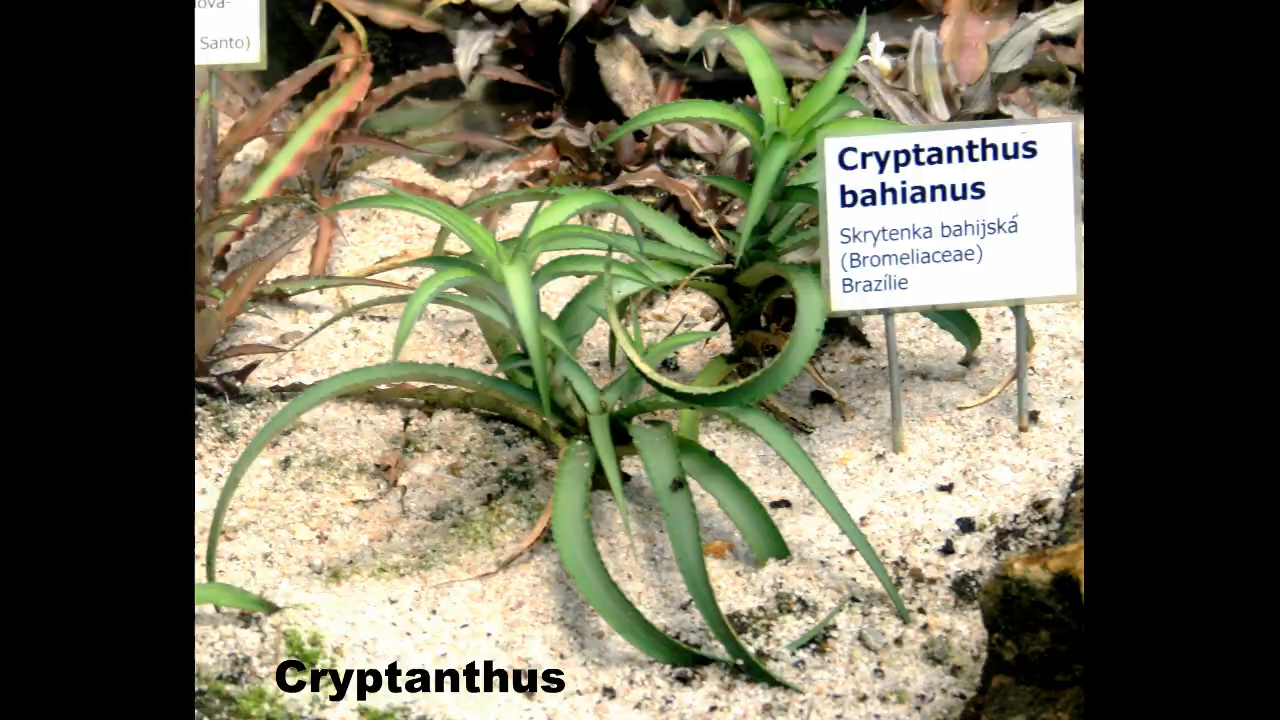 Santo)
Cryptanthus
bahianus
Skrytenka bahijská
(Bromeliaceae)
Brazílie
Cryptanthus